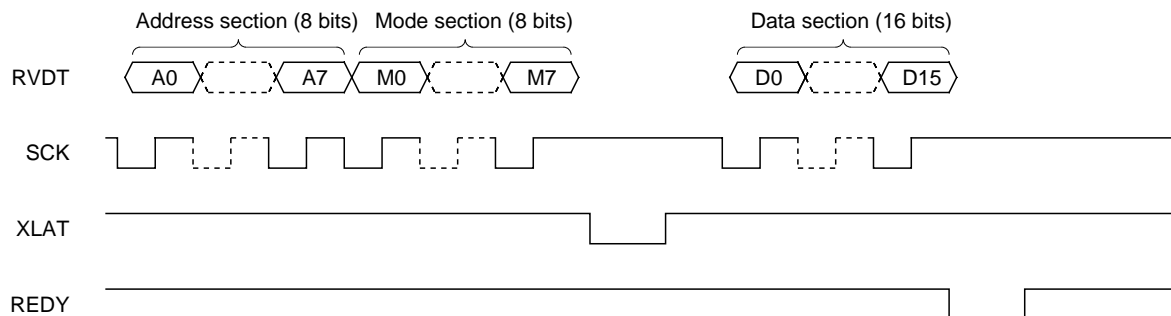 Address section (8 bits) Mode section (8 bits) Data section (16 bits)
RVDT A0 A7 M0 M7 D0 D15
SCK
XLAT
REDY